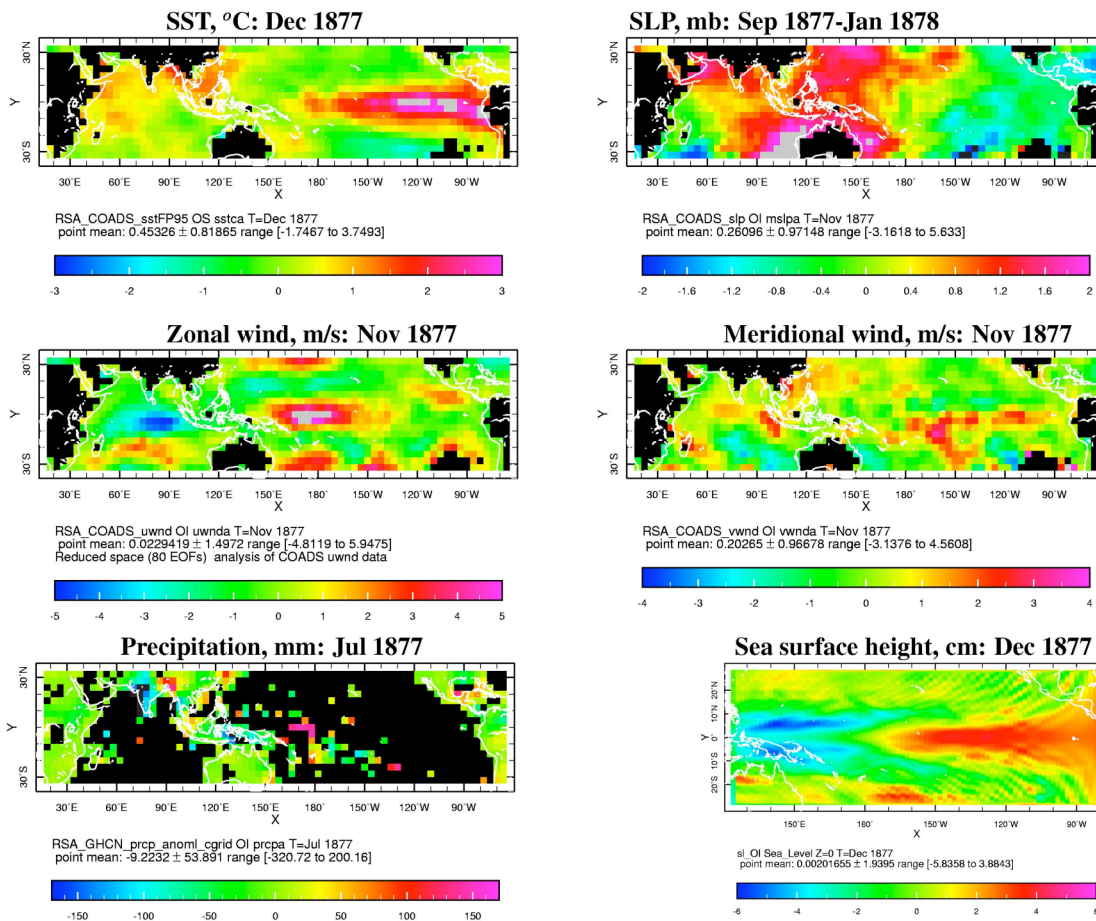 SST, °C: Dec 1877
30°N
Y
30°S
30°E 60°E 90°E 120°E 150°E 180° 150°W 120°W 90°W
X
RSA_COADS_sstFP95 OS sstca T=Dec 1877
point mean: 0.45326 ± 0.81865 range [-1.7467 to 3.7493]
-3 -2 -1 0 1 2 3
SLP, mb: Sep 1877-Jan 1878
30°N
Y
30°S
30°E 60°E 90°E 120°E 150°E 180° 150°W 120°W 90°W
X
RSA_COADS_slp OI mslpa T=Nov 1877
point mean: 0.26096 ± 0.97148 range [-3.1618 to 5.633]
-2 -1.6 -1.2 -0.8 -0.4 0 0.4 0.8 1.2 1.6 2
Zonal wind, m/s: Nov 1877
30°N
Y
30°S
30°E 60°E 90°E 120°E 150°E 180° 150°W 120°W 90°W
X
RSA_COADS_uwnd OI uwnda T=Nov 1877
point mean: 0.0229419 ± 1.4972 range [-4.8119 to 5.9475]
Reduced space (80 EOFs) analysis of COADS uwnd data
-5 -4 -3 -2 -1 0 1 2 3 4 5
Meridional wind, m/s: Nov 1877
30°N
Y
30°S
30°E 60°E 90°E 120°E 150°E 180° 150°W 120°W 90°W
X
RSA_COADS_vwnd OI vwnda T=Nov 1877
point mean: 0.20265 ± 0.96678 range [-3.1376 to 4.5608]
-4 -3 -2 -1 0 1 2 3 4
Precipitation, mm: Jul 1877
30°N
Y
30°S
30°E 60°E 90°E 120°E 150°E 180° 150°W 120°W 90°W
X
RSA_GHCN_prcp_anoml_cgrid OI prcpa T=Jul 1877
point mean: -9.2232 ± 53.891 range [-320.72 to 200.16]
-150 -100 -50 0 50 100 150
Sea surface height, cm: Dec 1877
20°N
10°N
Y 0°
10°S
20°S
150°E 180° 150°W 120°W 90°W
X
sl_OI Sea_Level Z=0 T=Dec 1877
point mean: 0.00201655 ± 1.9395 range [-5.8358 to 3.8843]
-6 -4 -2 0 2 4 6